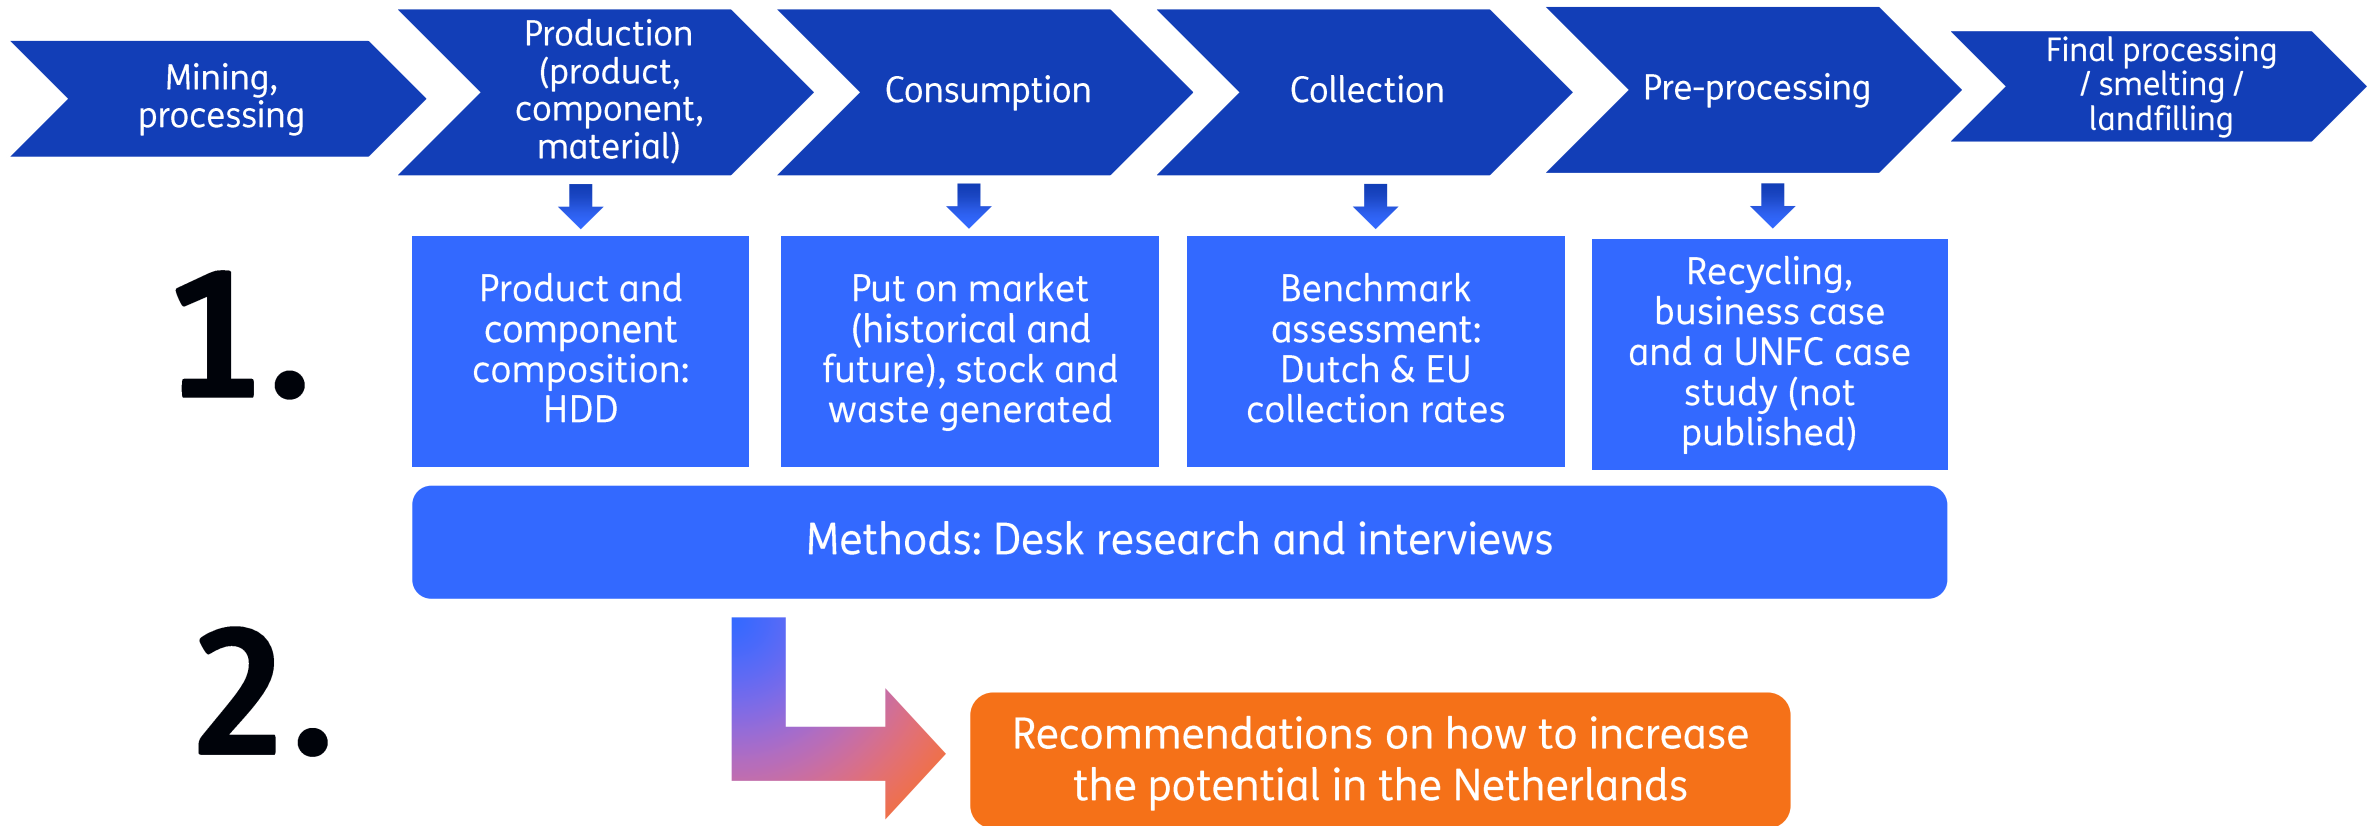 Mining,
processing
Production
(product,
component,
material)
Consumption
Collection
Pre-processing
Final processing
/ smelting /
landfilling
1.
Product and
component
composition:
HDD
Put on market
(historical and
future), stock and
waste generated
Benchmark
assessment:
Dutch & EU
collection rates
Recycling,
business case
and a UNFC case
study (not
published)
Methods: Desk research and interviews
2.
Recommendations on how to increase
the potential in the Netherlands